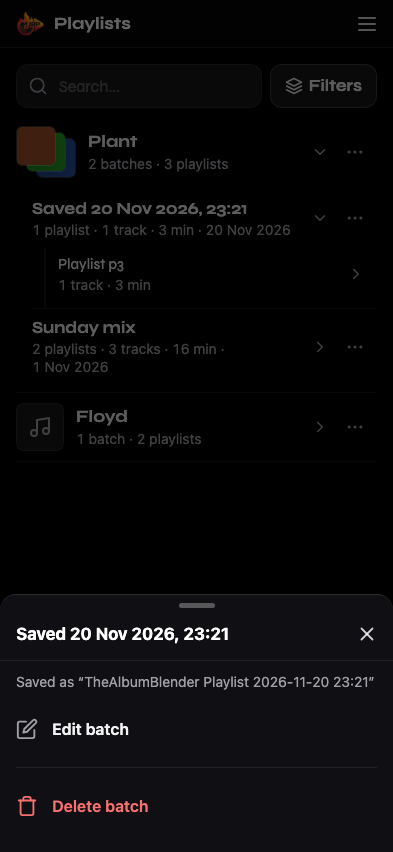 Playlists
Search...
Filters
Plant
2 batches · 3 playlists
Saved 20 Nov 2026, 23:21
1 playlist · 1 track · 3 min · 20 Nov 2026
Playlist p3
1 track · 3 min
Sunday mix
2 playlists · 3 tracks · 16 min ·
1 Nov 2026
Floyd
1 batch · 2 playlists
Saved 20 Nov 2026, 23:21
Saved as “TheAlbumBlender Playlist 2026-11-20 23:21”
Edit batch
Delete batch